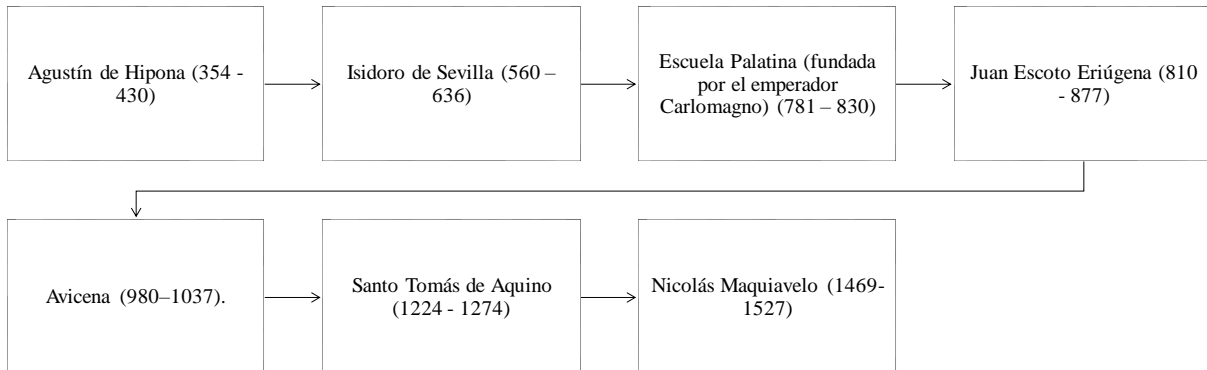 Agustín de Hipona (354 -
430)
Isidoro de Sevilla (560 –
636)
Escuela Palatina (fundada
por el emperador
Carlomagno) (781 – 830)
Juan Escoto Eriúgena (810
- 877)
Avicena (980–1037).
Santo Tomás de Aquino
(1224 - 1274)
Nicolás Maquiavelo (1469-
1527)